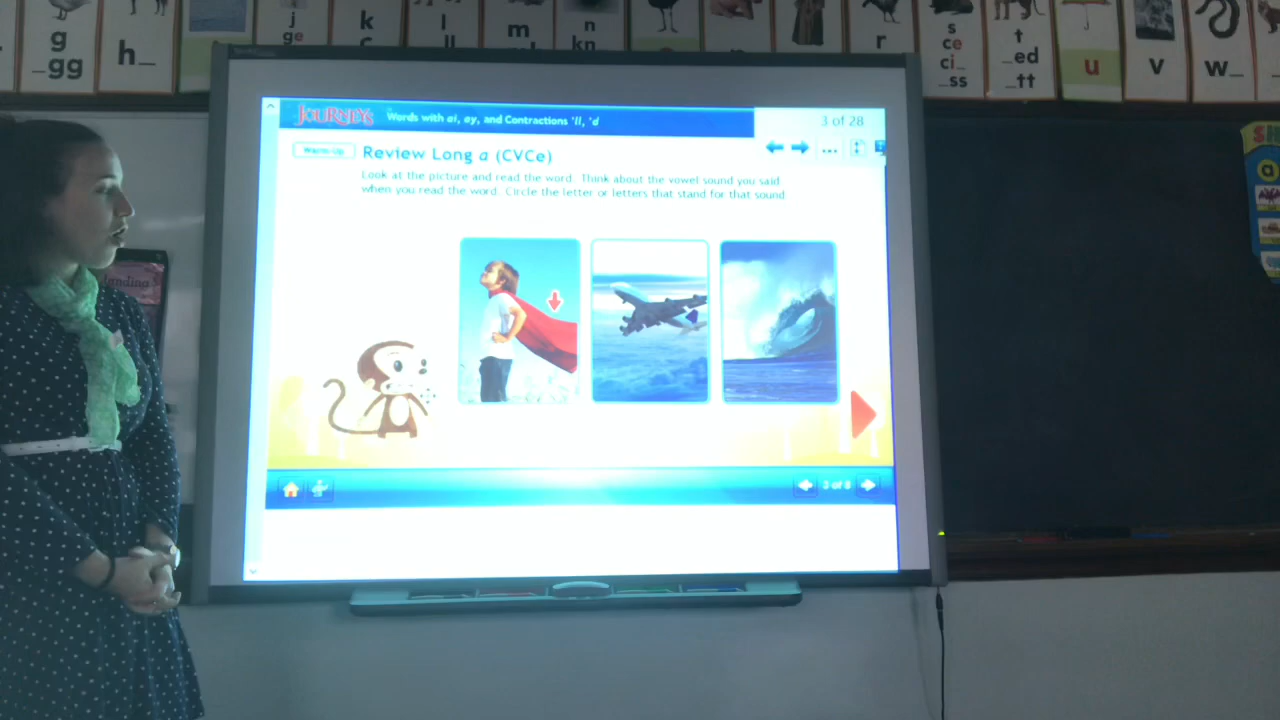 g
_gg
h_
j
ge
k
l
ll
m
n
kn
r
s
ce
ci_
_ss
t
_ed
_tt
u
v
w_
JOURNEYS
Words with ai, ay, and Contractions 'll, 'd
3 of 28
Warm-Up
Review Long a (CVCe)
Look at the picture and read the word. Think about the vowel sound you said
when you read the word. Circle the letter or letters that stand for that sound.
3 of 8
a